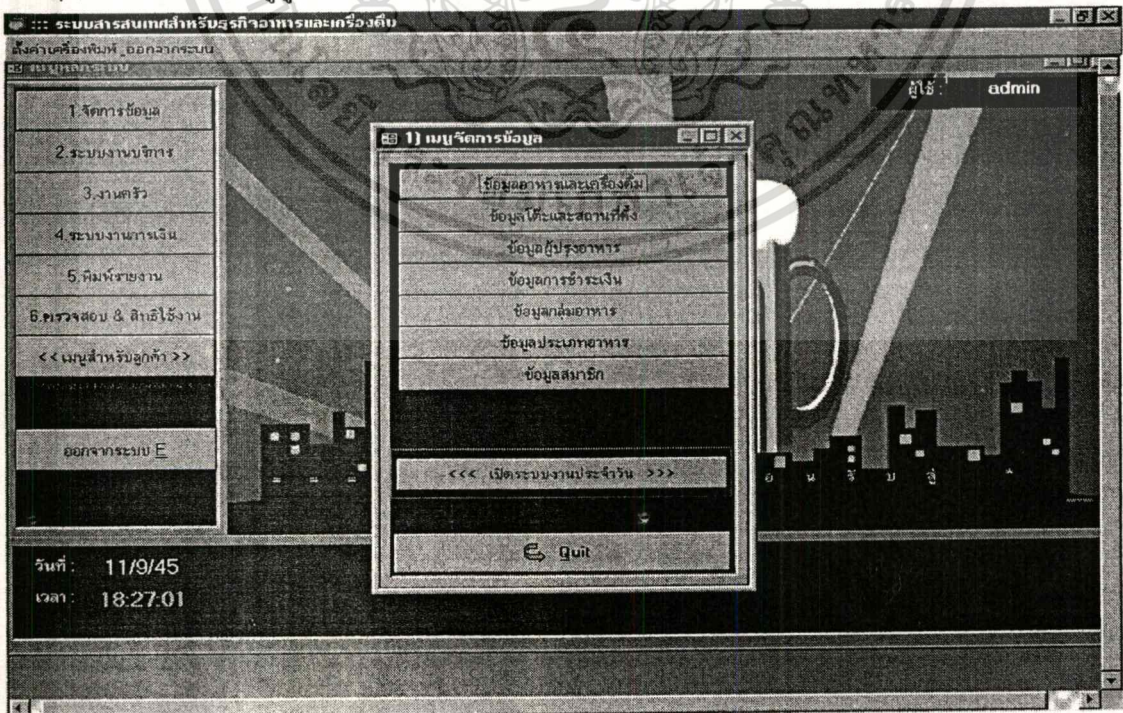 ::: ระบบสารสนเทศสำหรับธุรกิจอาหารและเครื่องดื่ม
ตั้งค่าเครื่องพิมพ์ ออกจากระบบ
เมนูหลักระบบ
ผู้ใช้ : admin
1.จัดการข้อมูล
2.ระบบงานบริการ
3.งานครัว
4.ระบบงานการเงิน
5.พิมพ์รายงาน
6.ตรวจสอบ & สิทธิใช้งาน
<<เมนูสำหรับลูกค้า>>
ออกจากระบบ E
1) เมนูจัดการข้อมูล
ข้อมูลอาหารและเครื่องดื่ม
ข้อมูลโต๊ะและสถานที่ตั้ง
ข้อมูลผู้ปรุงอาหาร
ข้อมูลการชำระเงิน
ข้อมูลกลุ่มอาหาร
ข้อมูลประเภทอาหาร
ข้อมูลสมาชิก
<<< เปิดระบบงานประจำวัน >>>
Quit
วันที่ : 11/9/45
เวลา : 18:27:01